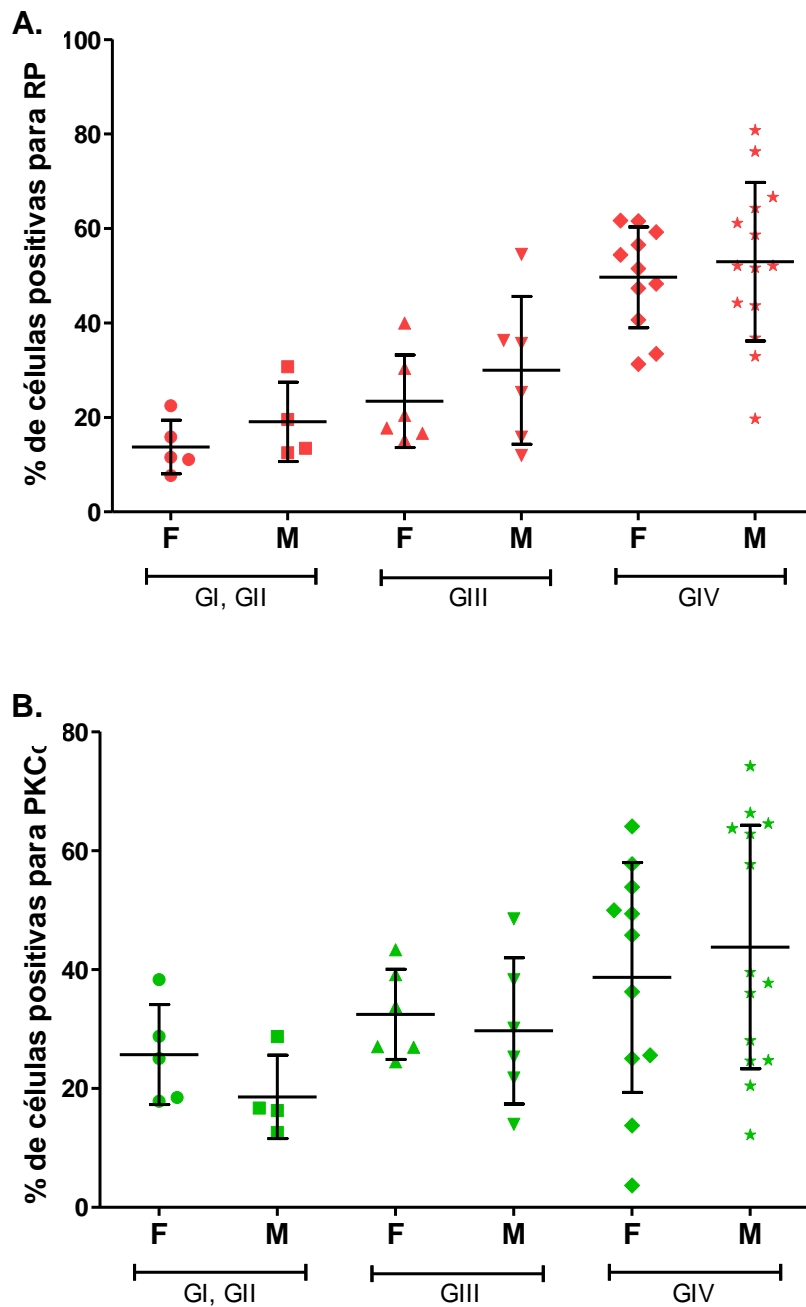 A.
% de células positivas para RP
100
80
60
40
20
0
F M F M F M
GI, GII GIII GIV
B.
% de células positivas para PKCα
80
60
40
20
0
F M F M F M
GI, GII GIII GIV